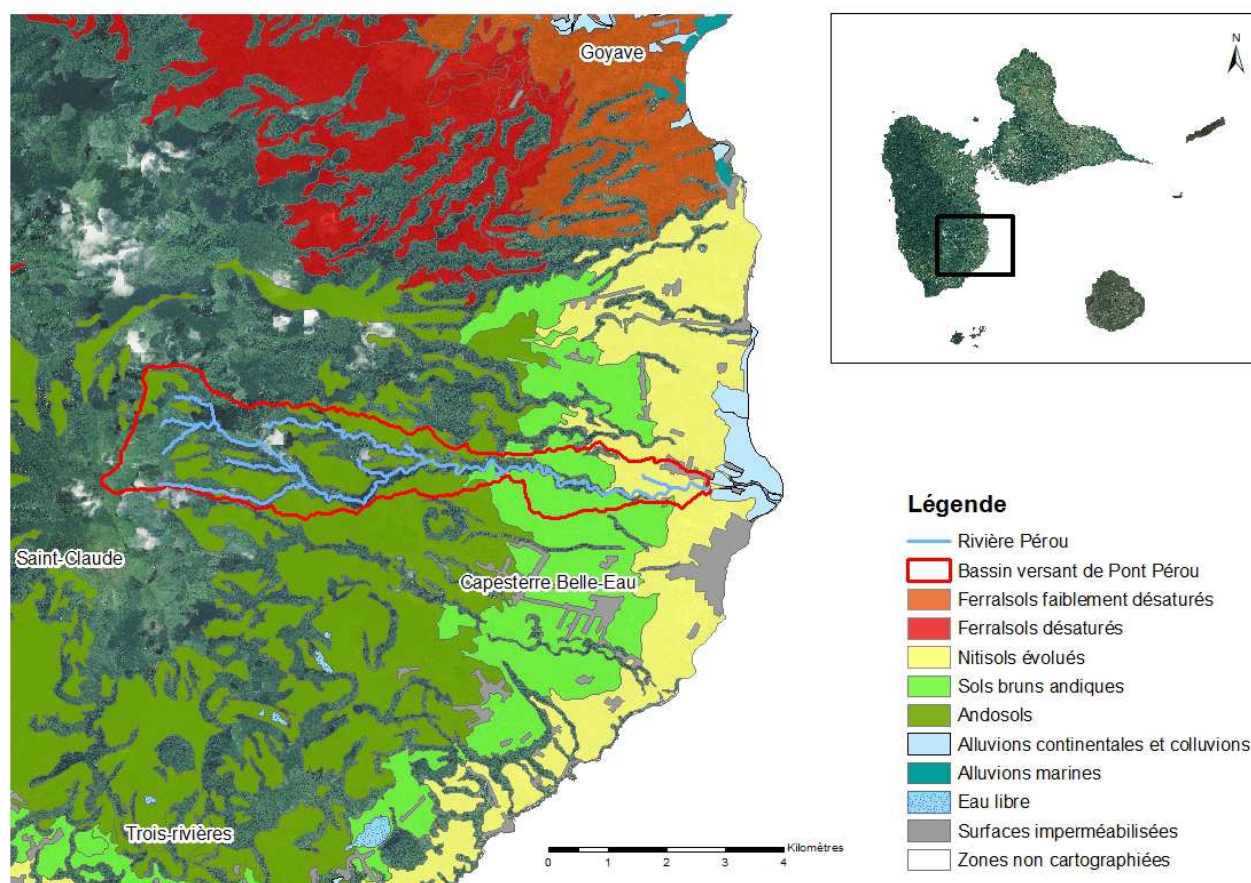 Goyave
N
Saint-Claude
Capesterre Belle-Eau
Trois-rivières
Kilomètres
0 1 2 3 4
Légende
Rivière Pérou
Bassin versant de Pont Pérou
Ferralsols faiblement désaturés
Ferralsols désaturés
Nitisols évolués
Sols bruns andiques
Andosols
Alluvions continentales et colluvions
Alluvions marines
Eau libre
Surfaces imperméabilisées
Zones non cartographiées